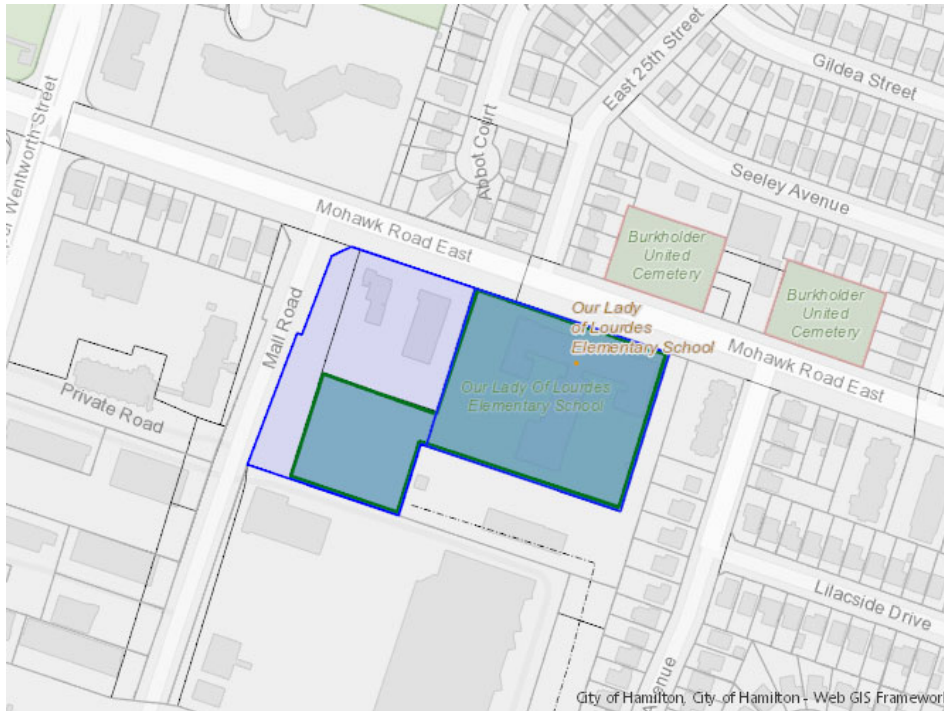 Gildea Street
East 25th Street
Wentworth Street
Abbot Court
Seeley Avenue
Mohawk Road East
Burkholder
United
Cemetery
Burkholder
United
Cemetery
Mall Road
Our Lady
of Lourdes
Elementary School
Mohawk Road East
Our Lady Of Lourdes
Elementary School
Private Road
Lilacside Drive
Avenue
City of Hamilton, City of Hamilton - Web GIS Framework